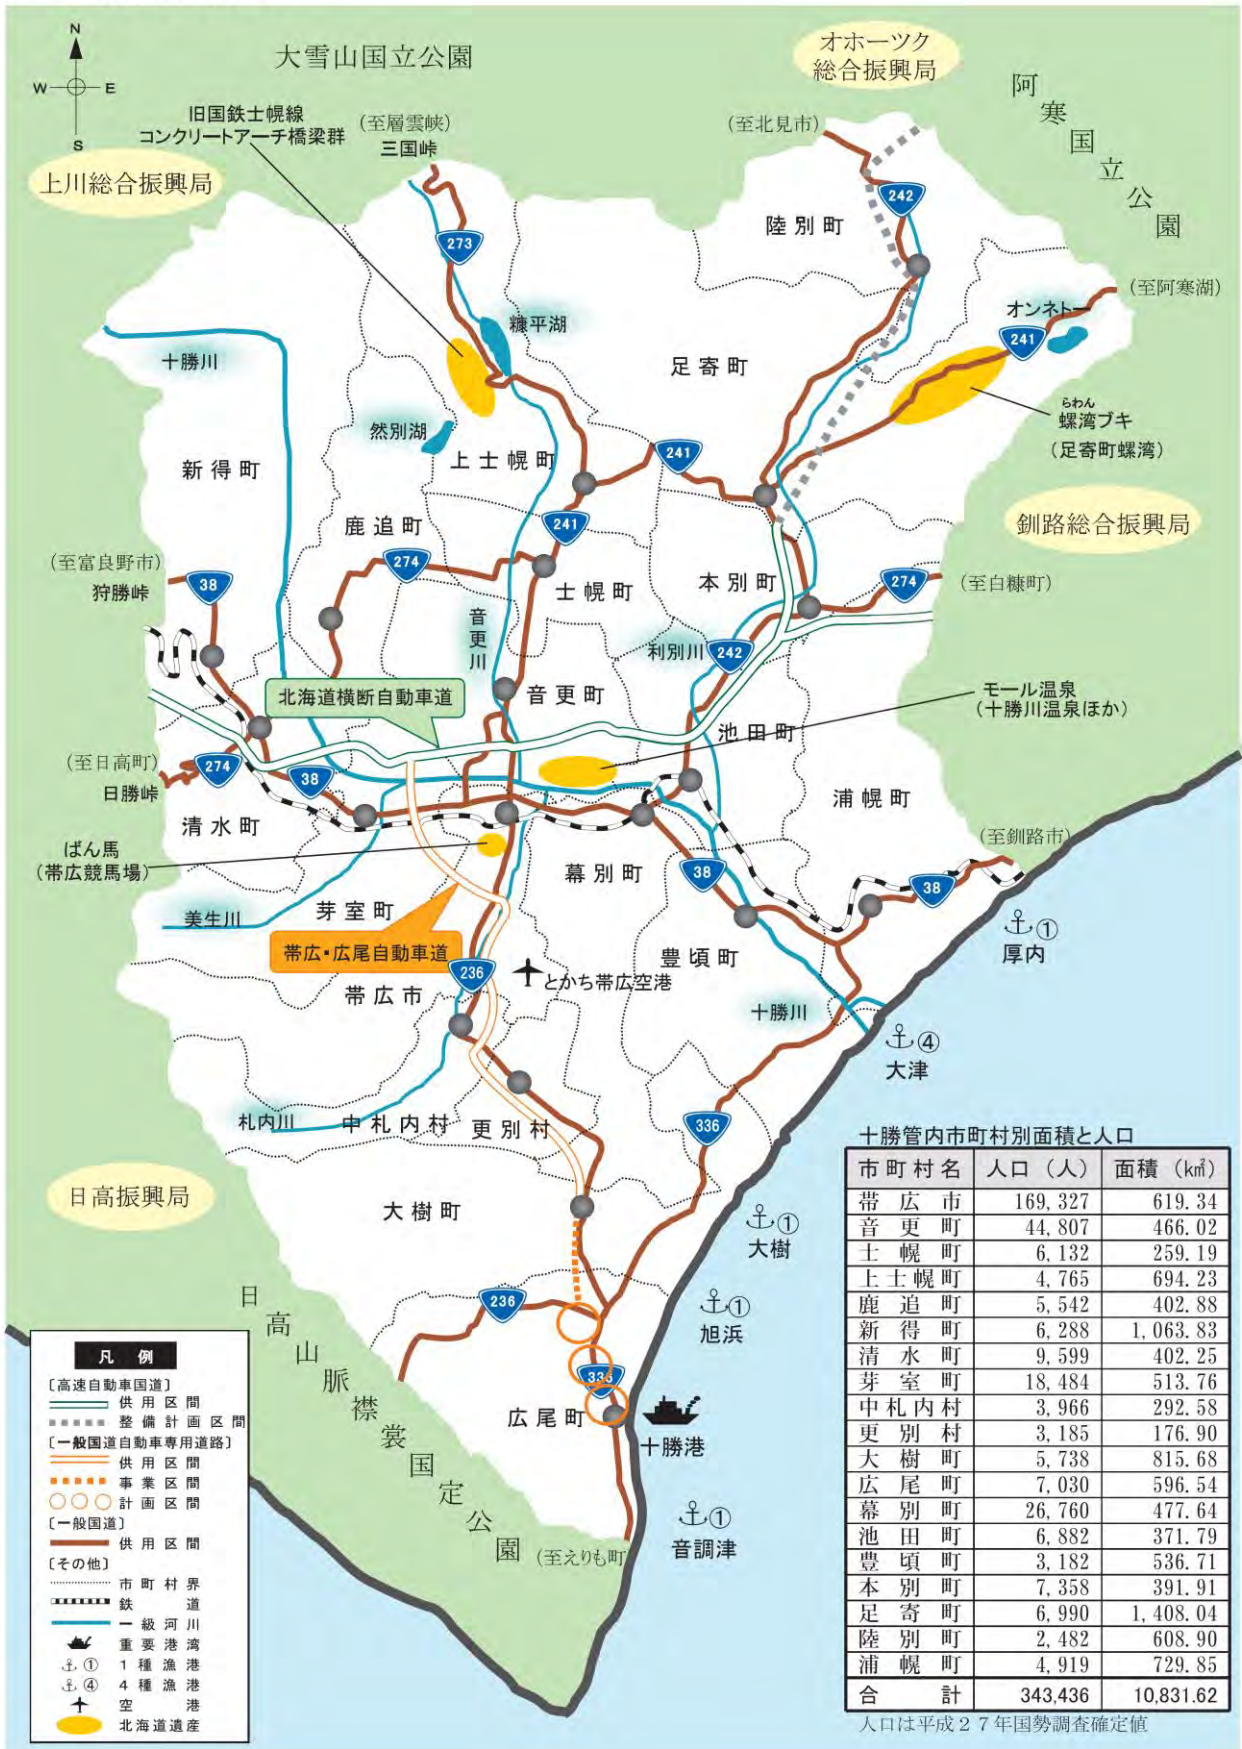 N
W E
S
大雪山国立公園
オホーツク
総合振興局
阿寒国立公園
旧国鉄士幌線
コンクリートアーチ橋梁群
(至層雲峡)
三国峠
(至北見市)
上川総合振興局
242
陸別町
273
(至阿寒湖)
オンネトー
糠平湖
241
十勝川
足寄町
らわん
螺湾ブキ
(足寄町螺湾)
然別湖
上士幌町
241
新得町
鹿追町
241
釧路総合振興局
(至富良野市)
狩勝峠
38
274
士幌町
本別町
274
(至白糠町)
音更川
利別川
242
北海道横断自動車道
音更町
モール温泉
(十勝川温泉ほか)
池田町
(至日高町)
日勝峠
274
38
浦幌町
清水町
(至釧路市)
ばん馬
(帯広競馬場)
幕別町
38
38
芽室町
美生川
①
厚内
帯広・広尾自動車道
豊頃町
236
とかち帯広空港
帯広市
十勝川
④
大津
札内川
中札内村
更別村
336
日高振興局
大樹町
①
大樹
236
①
旭浜
日高山脈襟裳国定公園
336
広尾町
十勝港
①
音調津
(至えりも町)
凡例
〔高速自動車国道〕
供用区間
整備計画区間
〔一般国道自動車専用道路〕
供用区間
事業区間
計画区間
〔一般国道〕
供用区間
〔その他〕
市町村界
鉄道
一級河川
重要港湾
① 1種漁港
④ 4種漁港
空港
北海道遺産
十勝管内市町村別面積と人口
市町村名 人口（人） 面積（k㎡）
帯広市 169,327 619.34
音更町 44,807 466.02
士幌町 6,132 259.19
上士幌町 4,765 694.23
鹿追町 5,542 402.88
新得町 6,288 1,063.83
清水町 9,599 402.25
芽室町 18,484 513.76
中札内村 3,966 292.58
更別村 3,185 176.90
大樹町 5,738 815.68
広尾町 7,030 596.54
幕別町 26,760 477.64
池田町 6,882 371.79
豊頃町 3,182 536.71
本別町 7,358 391.91
足寄町 6,990 1,408.04
陸別町 2,482 608.90
浦幌町 4,919 729.85
合計 343,436 10,831.62
人口は平成２７年国勢調査確定値